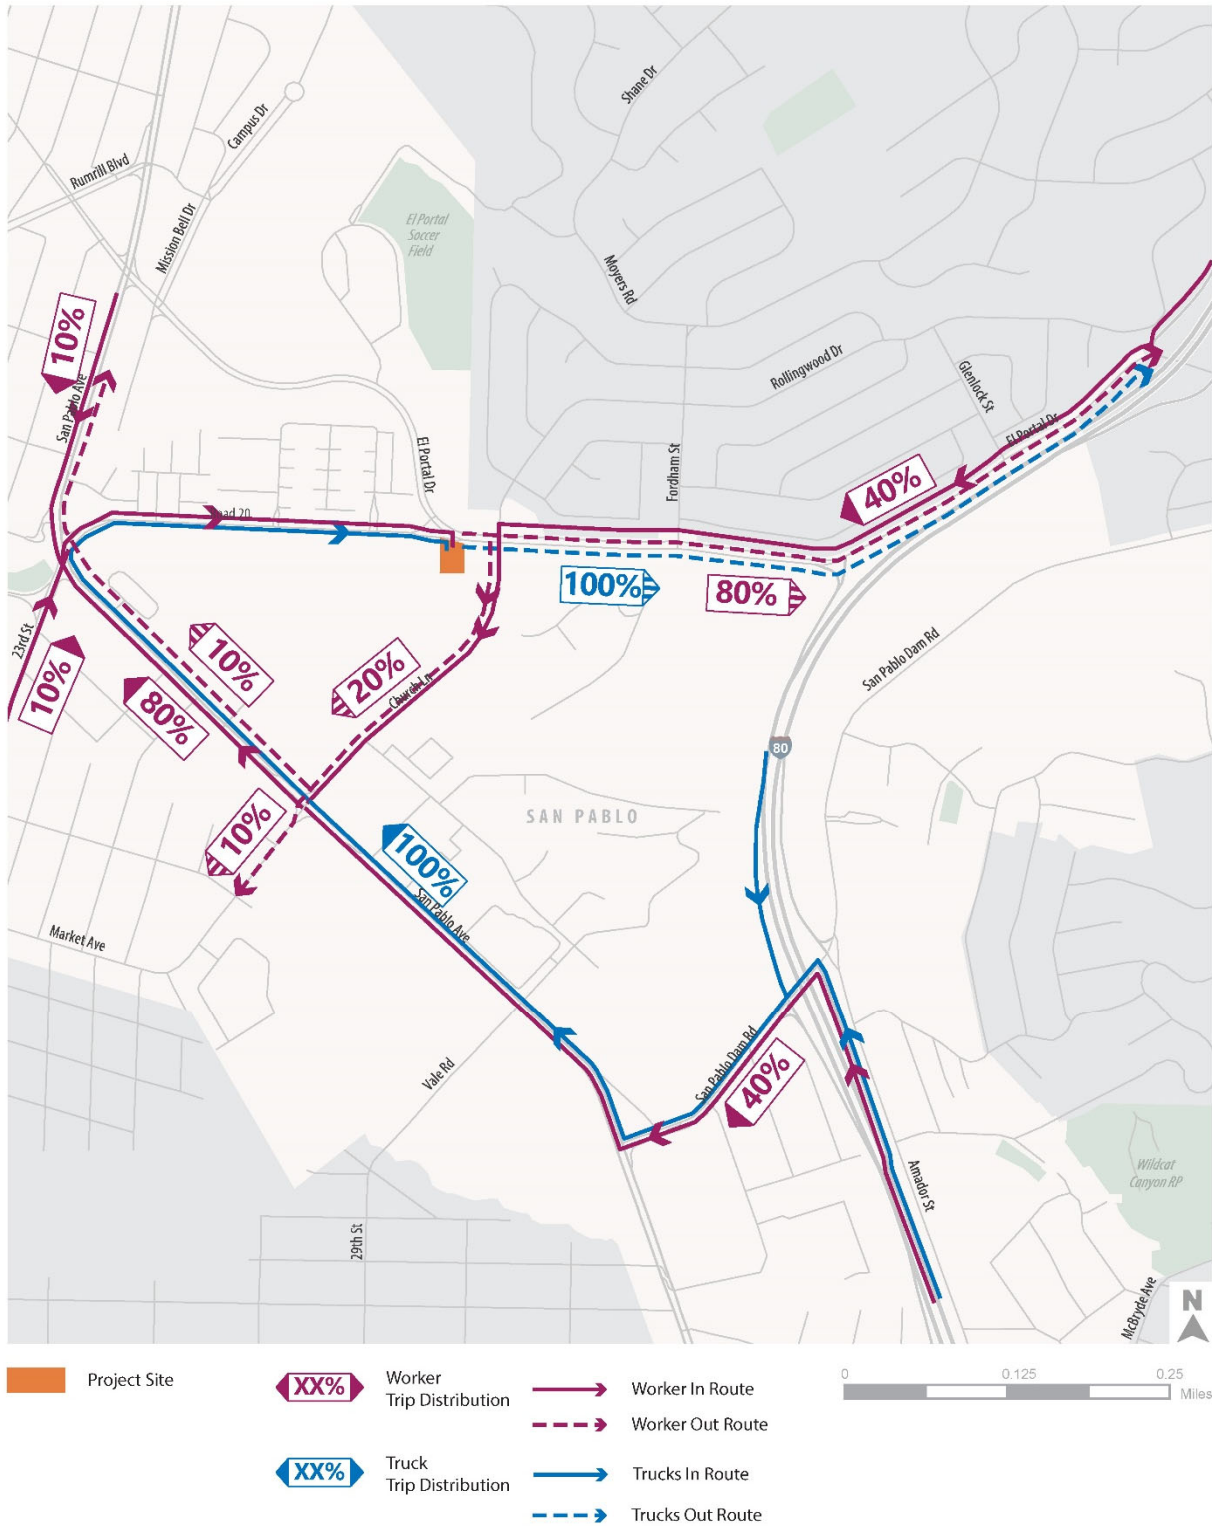 Shane Dr
Campus Dr
Rumrill Blvd
Mission Bell Dr
El Portal
Soccer
Field
Moyers Rd
10%
San Pablo Ave
Rollingwood Dr
Glenlock St
El Portal Dr
El Portal Dr
Fordham St
40%
Road 20
100%
80%
23rd St
10%
10%
20%
Church Ln
San Pablo Dam Rd
80%
80
SAN PABLO
10%
100%
San Pablo Ave
Market Ave
Vale Rd
San Pablo Dam Rd
40%
Amador St
Wildcat
Canyon RP
29th St
McBryde Ave
N
Project Site
XX%
Worker
Trip Distribution
Worker In Route
Worker Out Route
XX%
Truck
Trip Distribution
Trucks In Route
Trucks Out Route
0 0.125 0.25
Miles